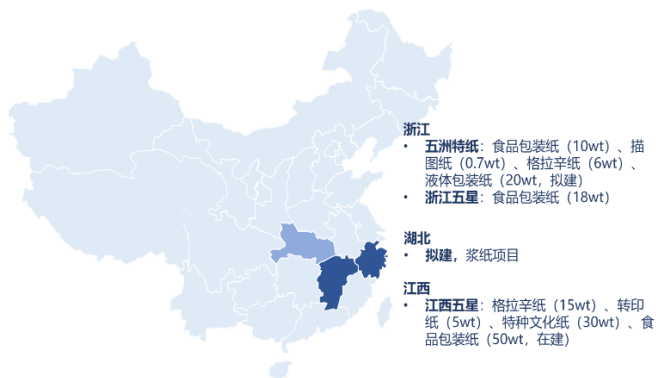 浙江
• 五洲特纸：食品包装纸（10wt）、描
图纸（0.7wt）、格拉辛纸（6wt）、
液体包装纸（20wt，拟建）
• 浙江五星：食品包装纸（18wt）
湖北
• 拟建，浆纸项目
江西
• 江西五星：格拉辛纸（15wt）、转印
纸（5wt）、特种文化纸（30wt）、食
品包装纸（50wt，在建）